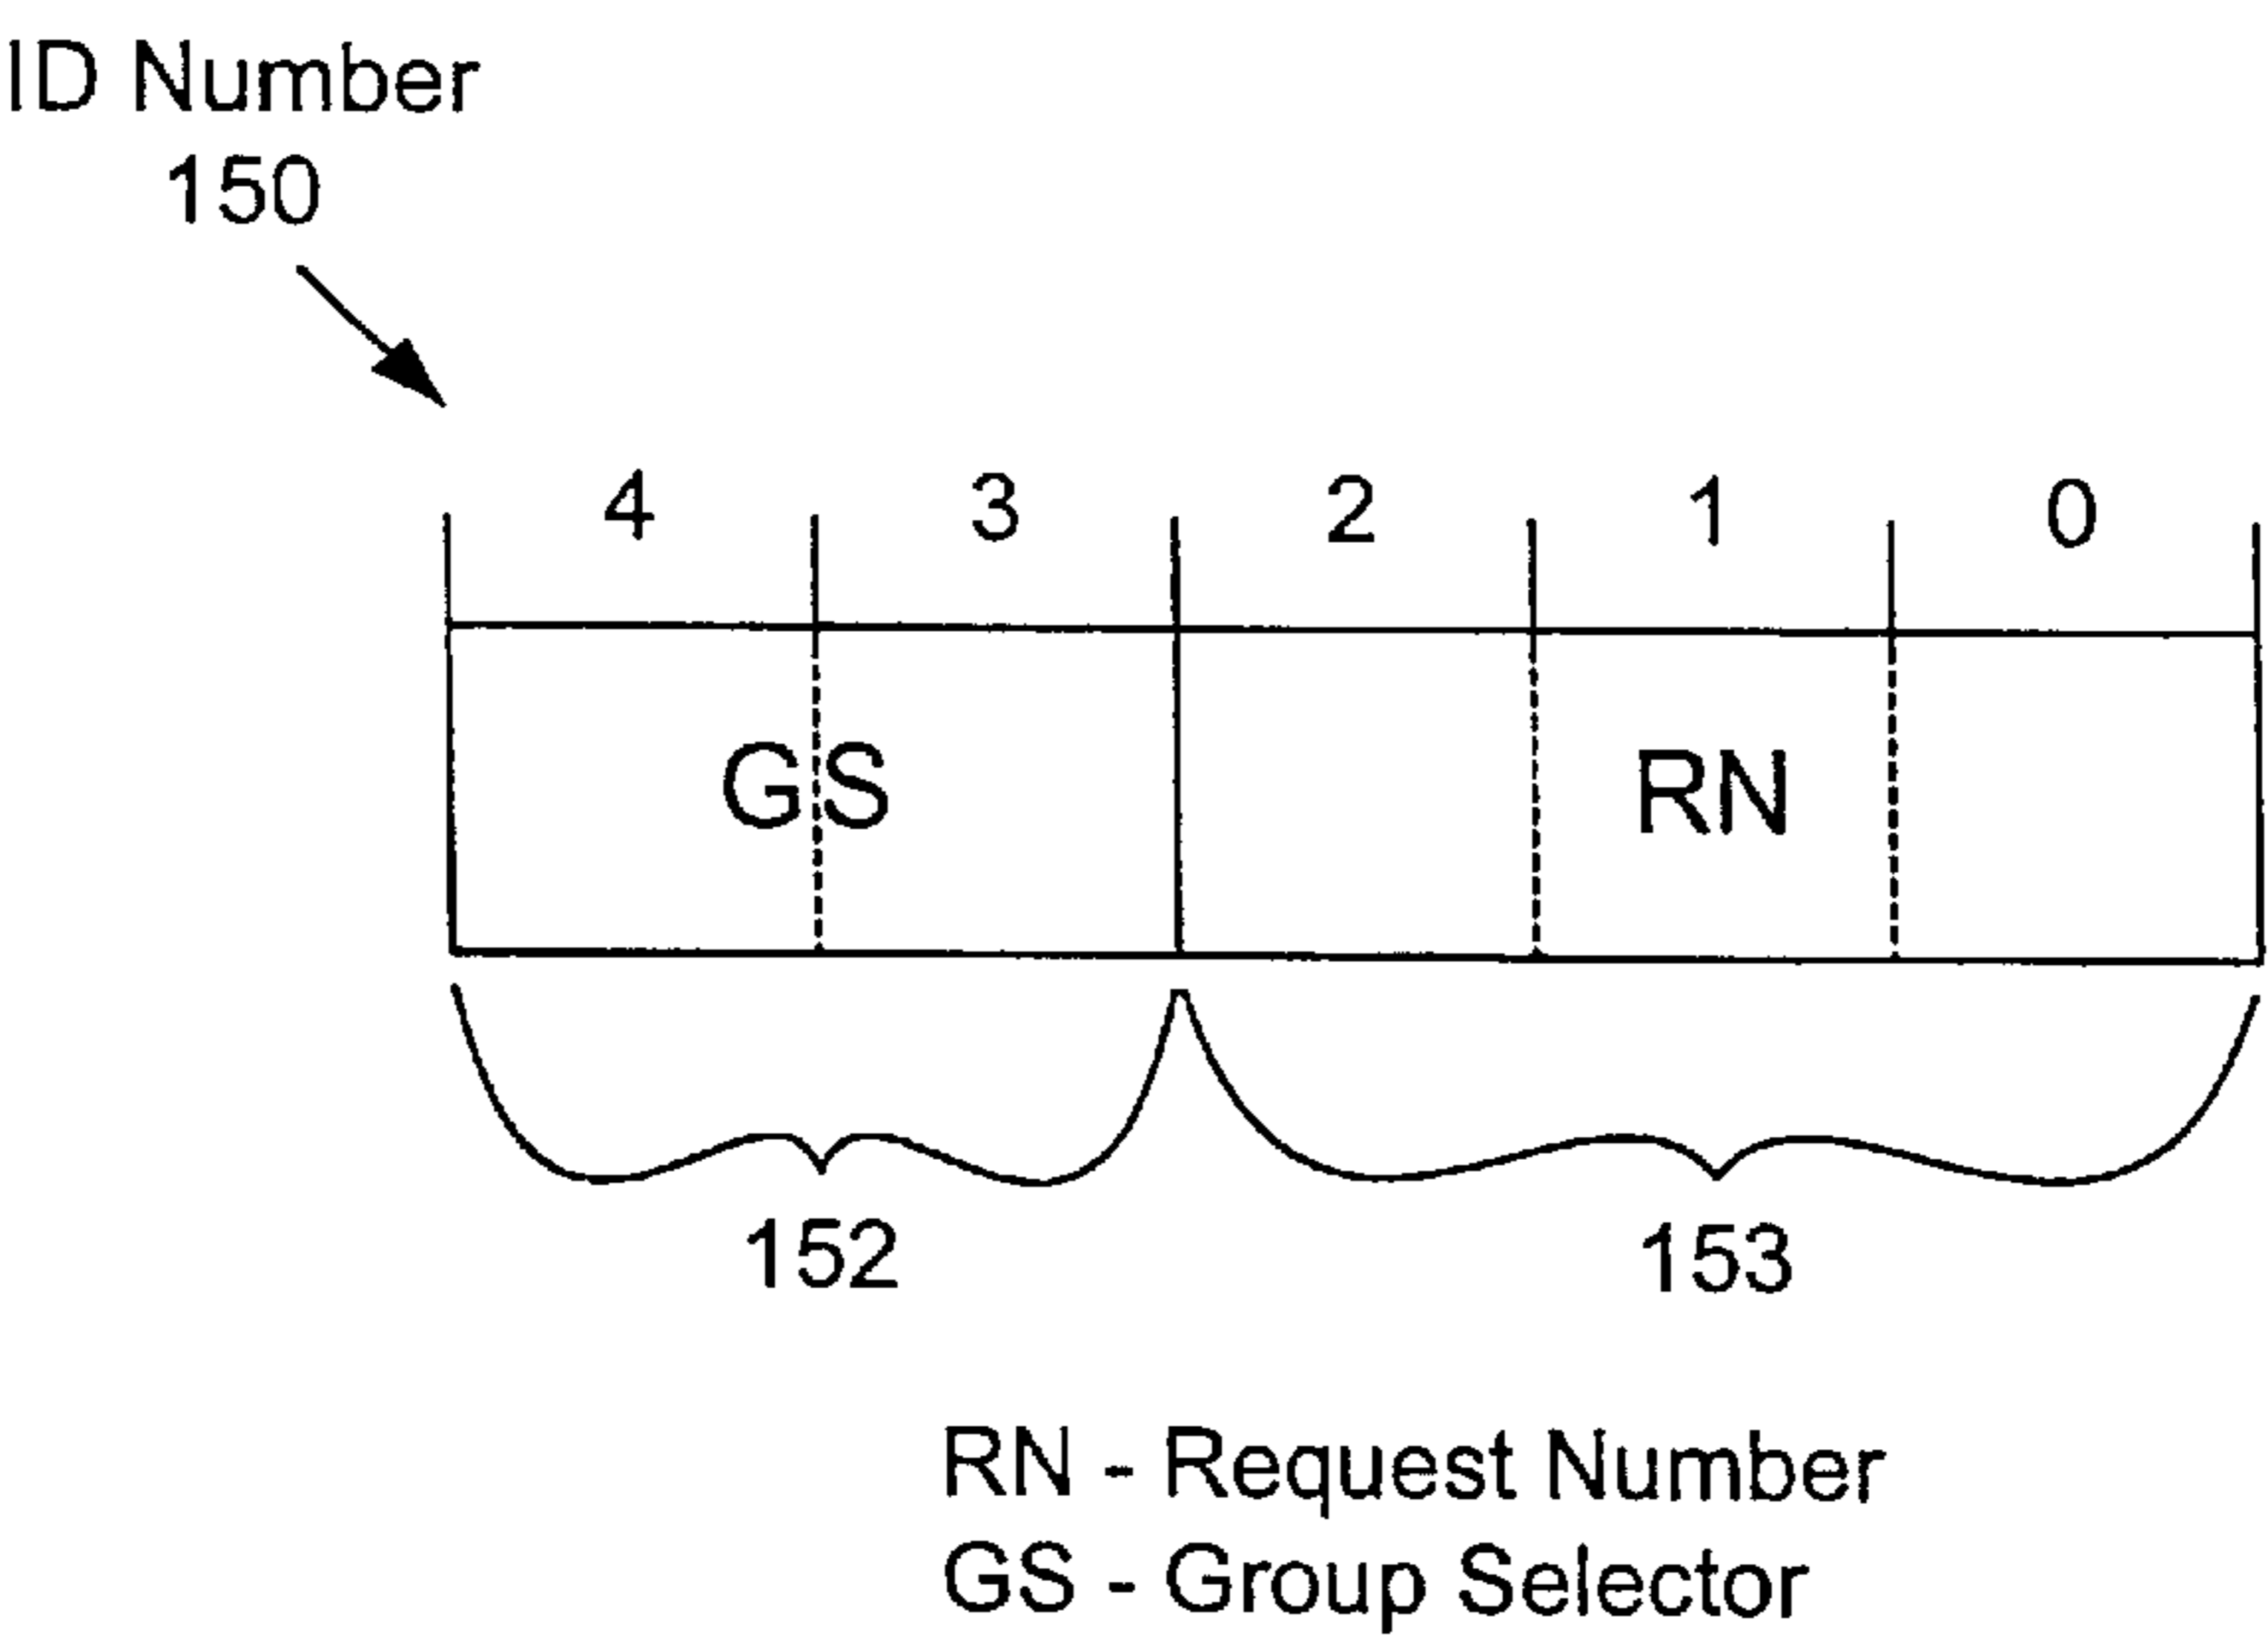 ID Number
150
4 3 2 1 0
GS RN
152 153
RN - Request Number
GS - Group Selector